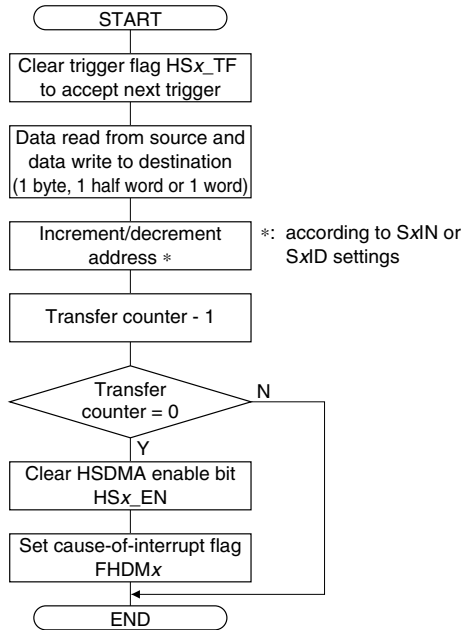 START
Clear trigger flag HSx_TF
to accept next trigger
Data read from source and
data write to destination
(1 byte, 1 half word or 1 word)
Increment/decrement
address *
*: according to SxIN or
SxID settings
Transfer counter - 1
Transfer
counter = 0
N
Y
Clear HSDMA enable bit
HSx_EN
Set cause-of-interrupt flag
FHDMx
END